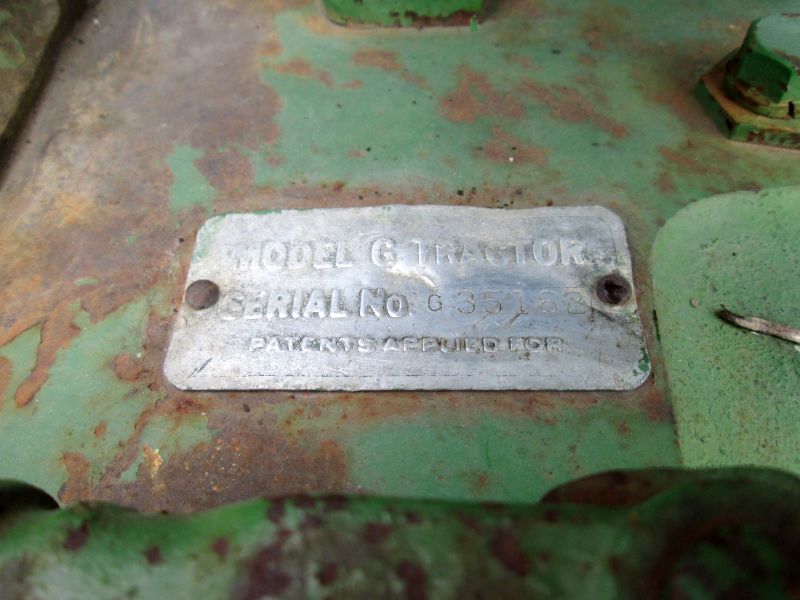 MODEL G TRACTOR
SERIAL NO G 35162
PATENTS APPLIED FOR